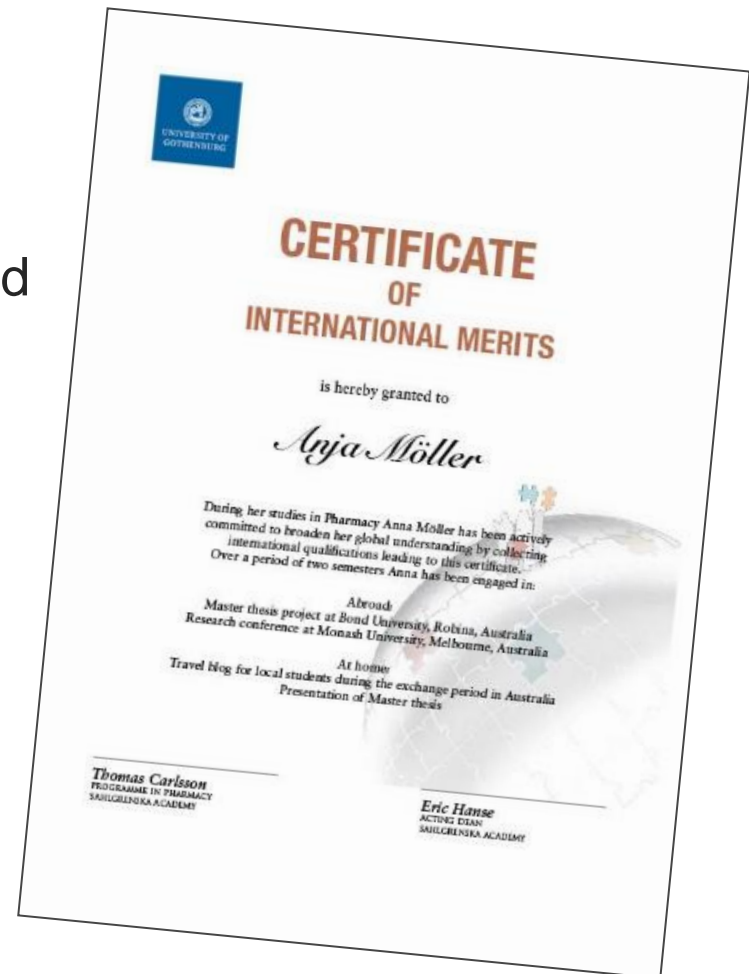 d
UNIVERSITY OF
GOTHENBURG
CERTIFICATE
OF
INTERNATIONAL MERITS
is hereby granted to
Anja Möller
During her studies in Pharmacy Anna Möller has been actively
committed to broaden her global understanding by collecting
international qualifications leading to this certificate.
Over a period of two semesters Anna has been engaged in:
Abroad:
Master thesis project at Bond University, Robina, Australia
Research conference at Monash University, Melbourne, Australia
At home:
Travel blog for local students during the exchange period in Australia
Presentation of Master thesis
Thomas Carlsson
PROGRAMME IN PHARMACY
SAHLGRENSKA ACADEMY
Eric Hanse
ACTING DEAN
SAHLGRENSKA ACADEMY